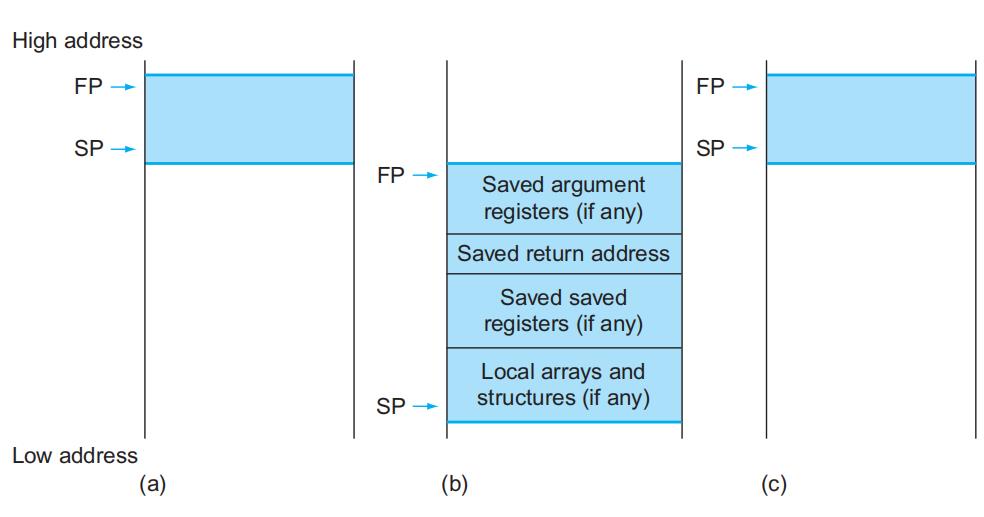 High address
FP
SP
FP
Saved argument
registers (if any)
Saved return address
Saved saved
registers (if any)
Local arrays and
structures (if any)
SP
FP
SP
Low address
(a)
(b)
(c)